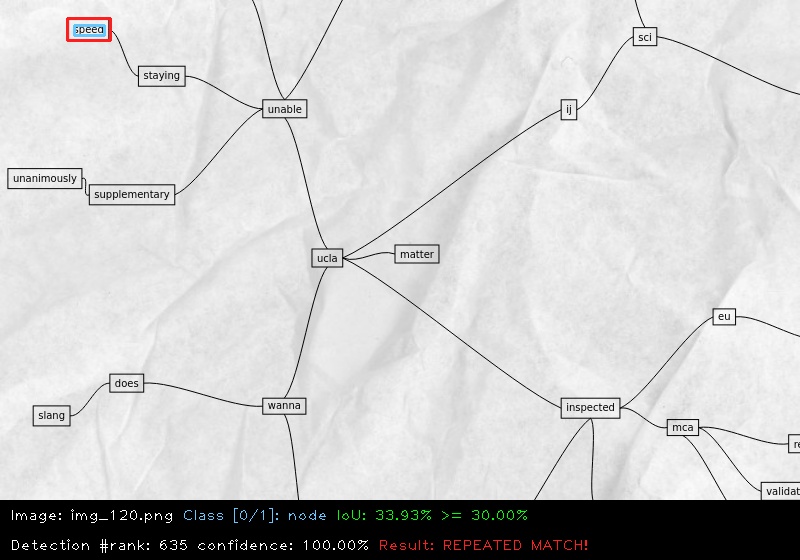 speed
sci
staying
unable
ij
unanimously
supplementary
ucla
matter
eu
does
slang
wanna
inspected
mca
re
validat
Image: img_120.png Class [0/1]: node IoU: 33.93% >= 30.00%
Detection #rank: 635 confidence: 100.00% Result: REPEATED MATCH!